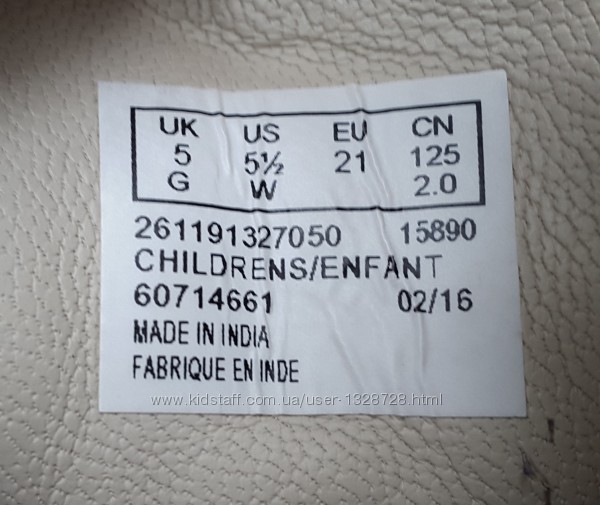 UK US EU CN
5 5½ 21 125
G W 2.0
261191327050 15890
CHILDRENS/ENFANT
60714661 02/16
MADE IN INDIA
FABRIQUE EN INDE
www.kidstaff.com.ua/user-1328728.html